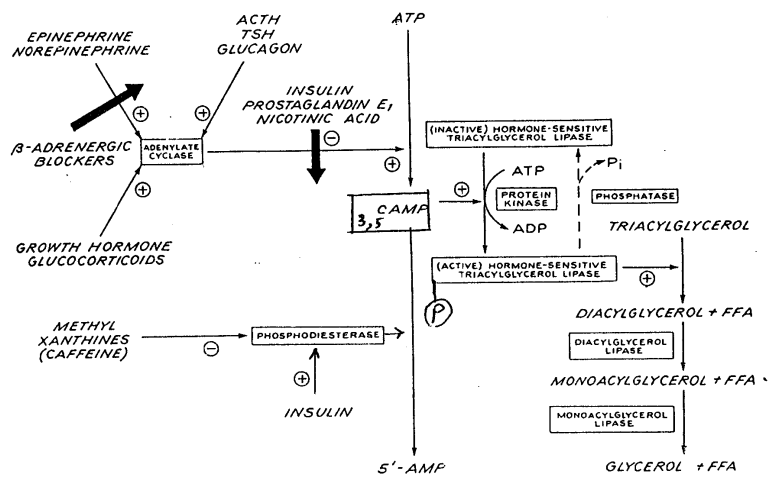 EPINEPHRINE
NOREPINEPHRINE
ACTH
TSH
GLUCAGON
ATP
β-ADRENERGIC
BLOCKERS
+
+
ADENYLATE
CYCLASE
+
GROWTH HORMONE
GLUCOCORTICOIDS
INSULIN
PROSTAGLANDIN E,
NICOTINIC ACID
−
+
3,5 CAMP
+
(INACTIVE) HORMONE-SENSITIVE
TRIACYLGLYCEROL LIPASE
ATP
PROTEIN
KINASE
ADP
Pi
PHOSPHATASE
(ACTIVE) HORMONE-SENSITIVE
TRIACYLGLYCEROL LIPASE
P
+
TRIACYLGLYCEROL
DIACYLGLYCEROL + FFA
DIACYLGLYCEROL
LIPASE
MONOACYLGLYCEROL + FFA
MONOACYLGLYCEROL
LIPASE
GLYCEROL + FFA
METHYL
XANTHINES
(CAFFEINE)
−
PHOSPHODIESTERASE
+
INSULIN
5'-AMP